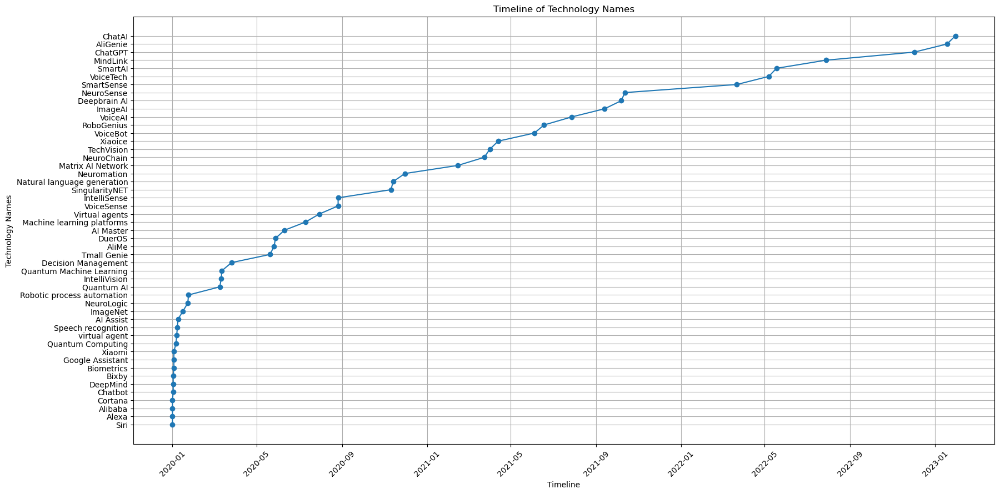 Timeline of Technology Names
Technology Names
ChatAI
AliGenie
ChatGPT
MindLink
SmartAI
VoiceTech
SmartSense
NeuroSense
Deepbrain AI
ImageAI
VoiceAI
RoboGenius
VoiceBot
Xiaoice
TechVision
NeuroChain
Matrix AI Network
Neuromation
Natural language generation
SingularityNET
IntelliSense
VoiceSense
Virtual agents
Machine learning platforms
AI Master
DuerOS
AliMe
Tmall Genie
Decision Management
Quantum Machine Learning
IntelliVision
Quantum AI
Robotic process automation
NeuroLogic
ImageNet
AI Assist
Speech recognition
virtual agent
Quantum Computing
Xiaomi
Google Assistant
Biometrics
Bixby
DeepMind
Chatbot
Cortana
Alibaba
Alexa
Siri
2020-01
2020-05
2020-09
2021-01
2021-05
2021-09
2022-01
2022-05
2022-09
2023-01
Timeline